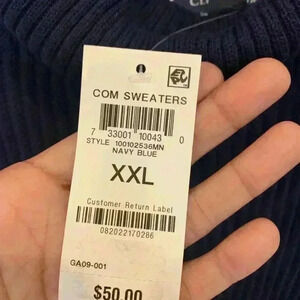 COM SWEATERS
7 33001 10043 0
STYLE 100102536MN
NAVY BLUE
XXL
Customer Return Label
082022170286
GA09-001
$50.00